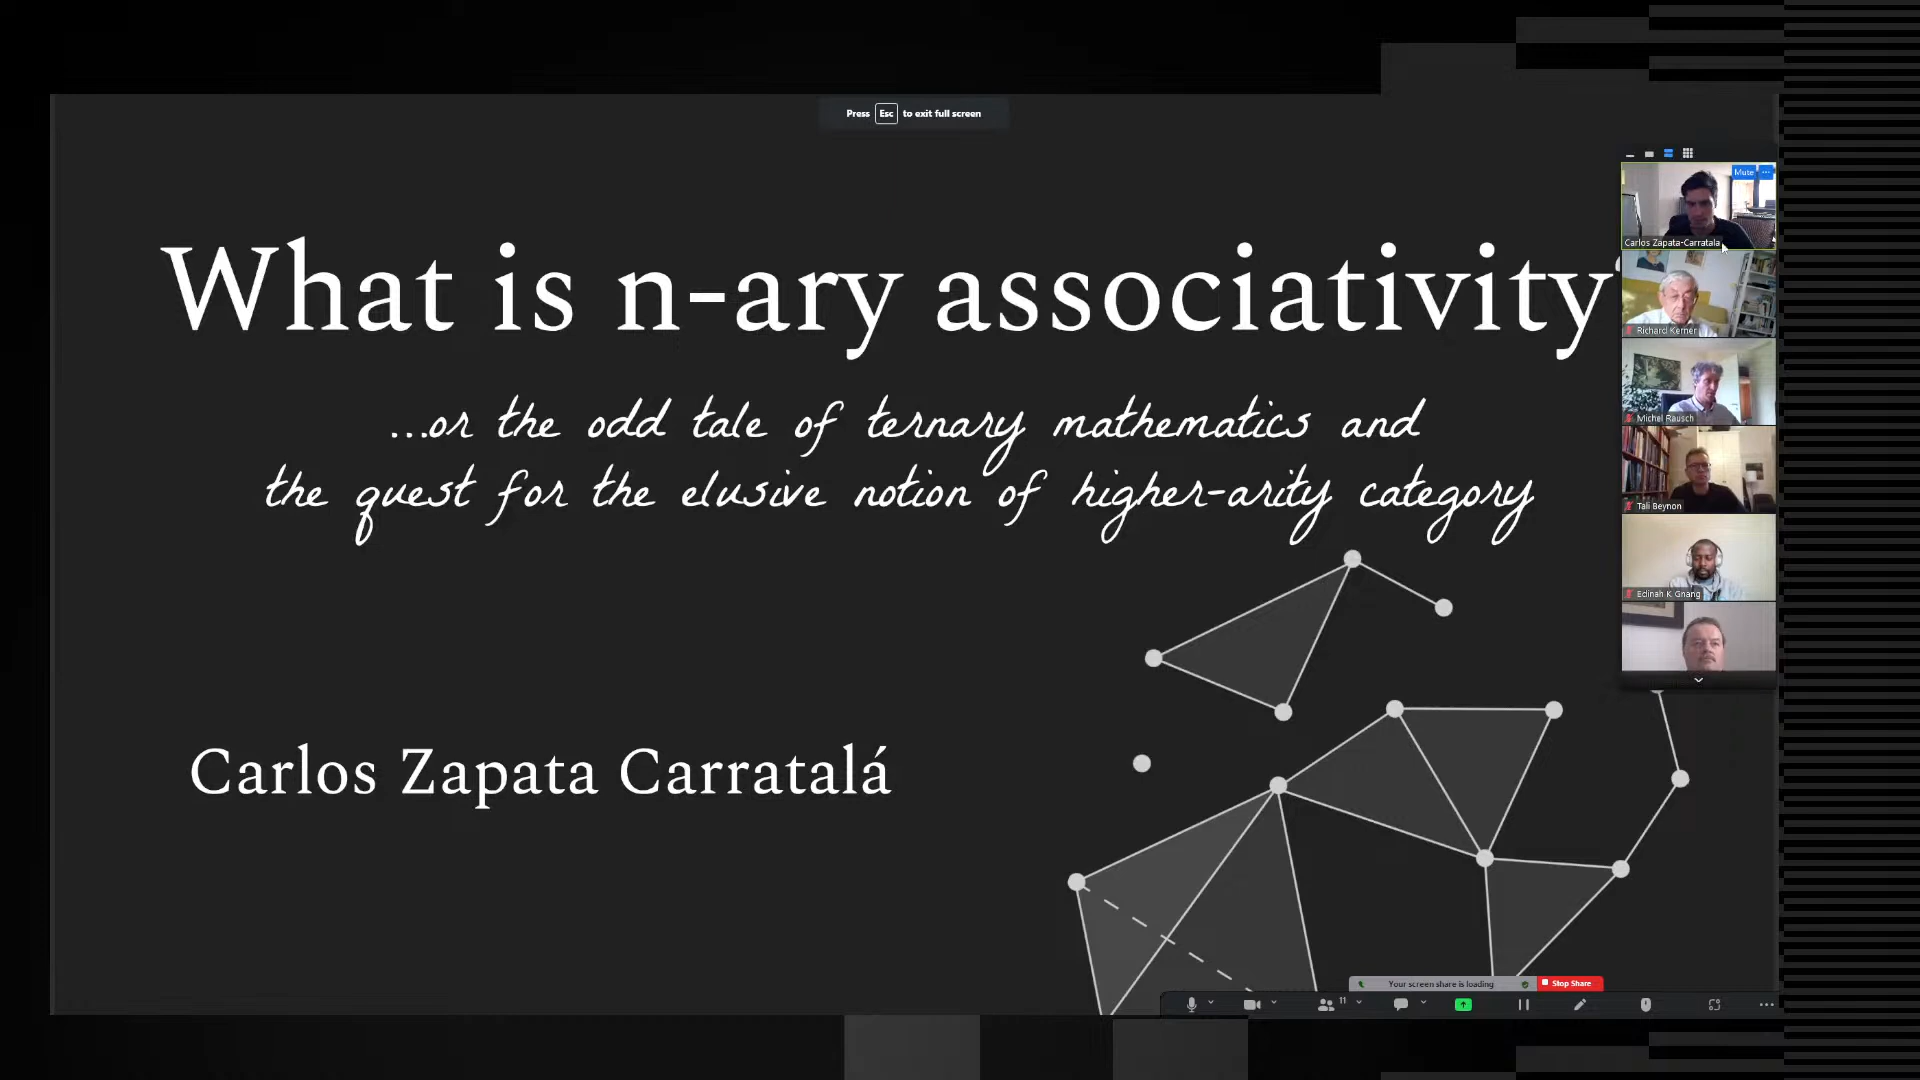 Press Esc to exit full screen
What is n-ary associativity
...or the odd tale of ternary mathematics and
the quest for the elusive notion of higher-arity category
Carlos Zapata Carratalá
Mute
Carlos Zapata-Carratala
Richard Kerner
Michel Rausch
Tali Beynon
Edinah K Gnang
Your screen share is loading
Stop Share
11